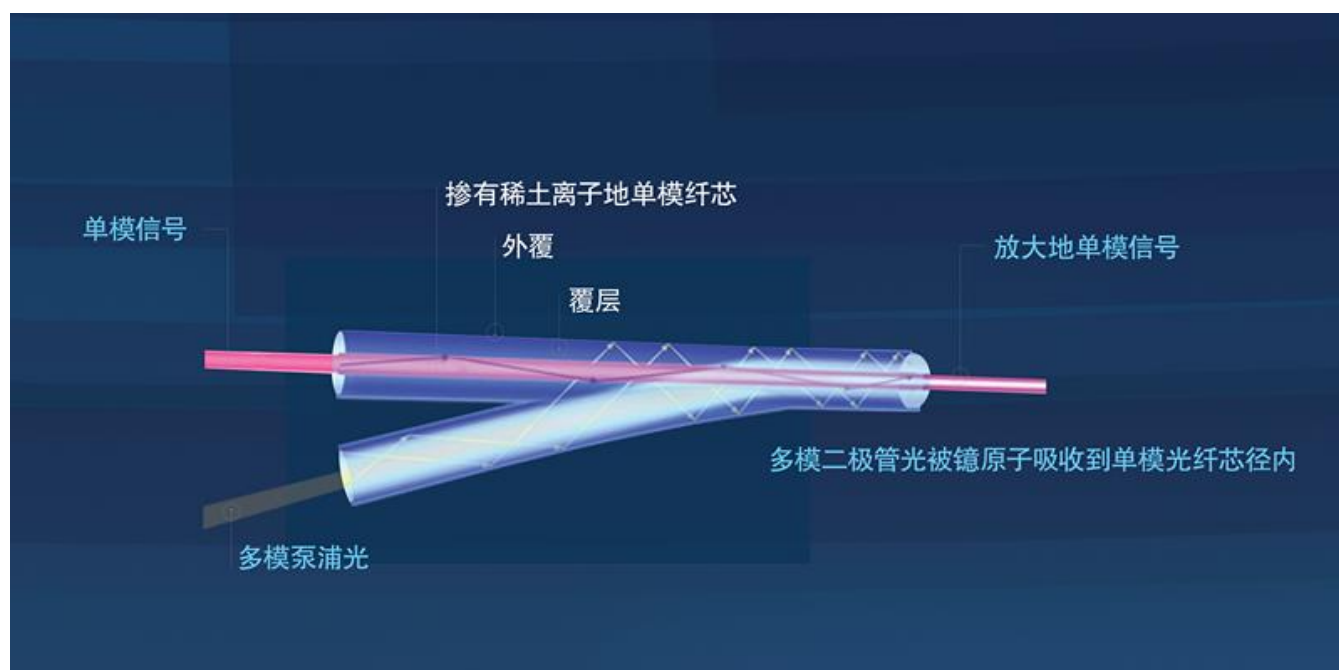 掺有稀土离子地单模纤芯
单模信号
外覆
放大地单模信号
覆层
多模二极管光被镱原子吸收到单模光纤芯径内
多模泵浦光